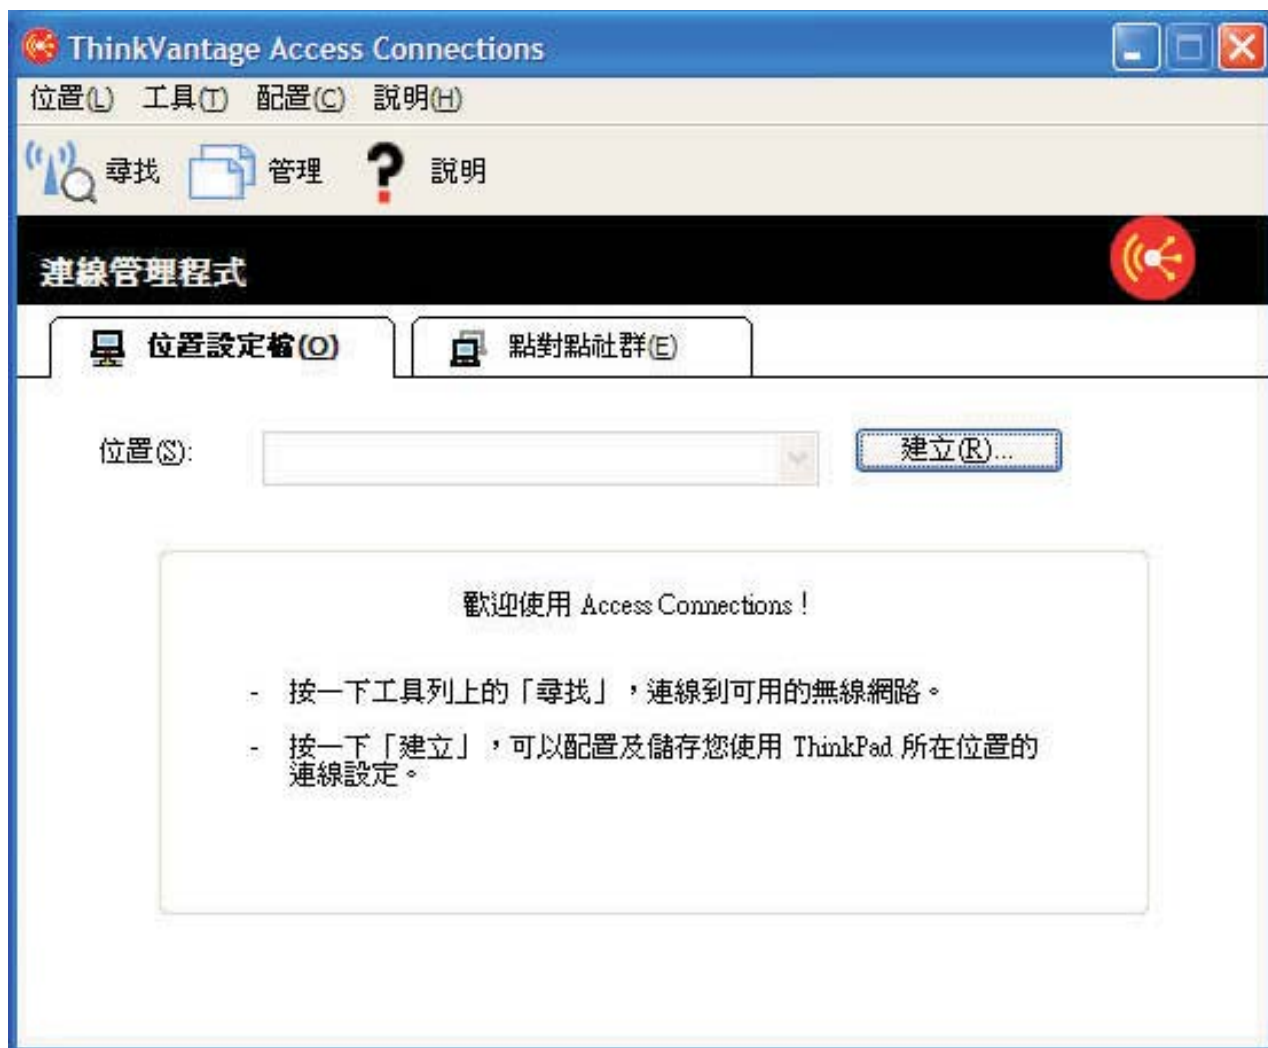 ThinkVantage Access Connections
位置(L) 工具(T) 配置(C) 說明(H)
尋找 管理 ? 說明
連線管理程式
位置設定檔(O) 點對點社群(E)
位置(S): 建立(R)...
歡迎使用 Access Connections！
- 按一下工具列上的「尋找」，連線到可用的無線網路。
- 按一下「建立」，可以配置及儲存您使用 ThinkPad 所在位置的
連線設定。